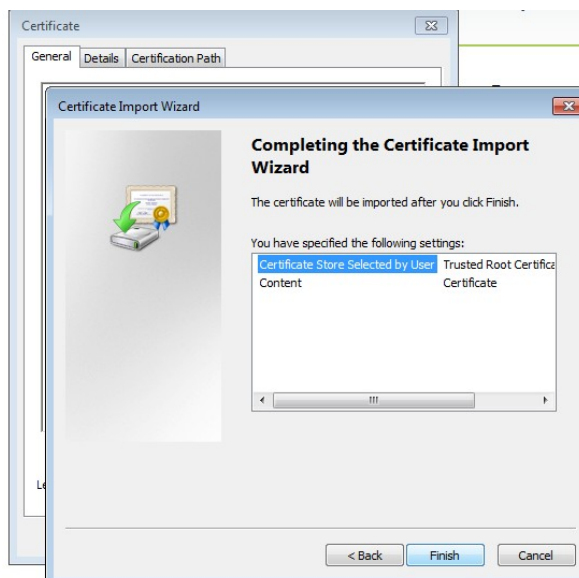 Certificate
General Details Certification Path
Certificate Import Wizard
Completing the Certificate Import
Wizard
The certificate will be imported after you click Finish.
You have specified the following settings:
Certificate Store Selected by User Trusted Root Certifica
Content Certificate
< Back Finish Cancel